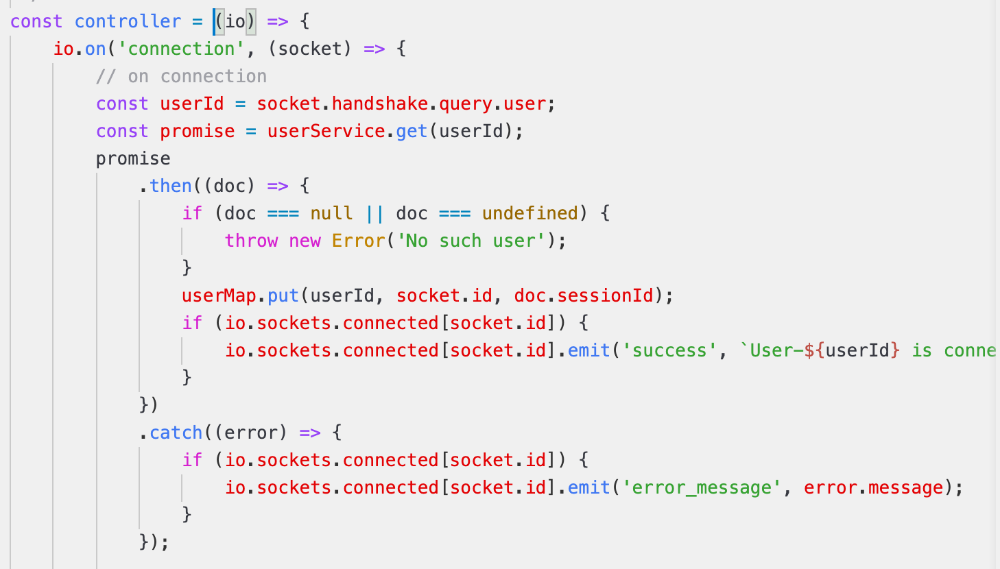 const controller = (io) => {
    io.on('connection', (socket) => {
        // on connection
        const userId = socket.handshake.query.user;
        const promise = userService.get(userId);
        promise
            .then((doc) => {
                if (doc === null || doc === undefined) {
                    throw new Error('No such user');
                }
                userMap.put(userId, socket.id, doc.sessionId);
                if (io.sockets.connected[socket.id]) {
                    io.sockets.connected[socket.id].emit('success', `User-${userId} is conne
                }
            })
            .catch((error) => {
                if (io.sockets.connected[socket.id]) {
                    io.sockets.connected[socket.id].emit('error_message', error.message);
                }
            });